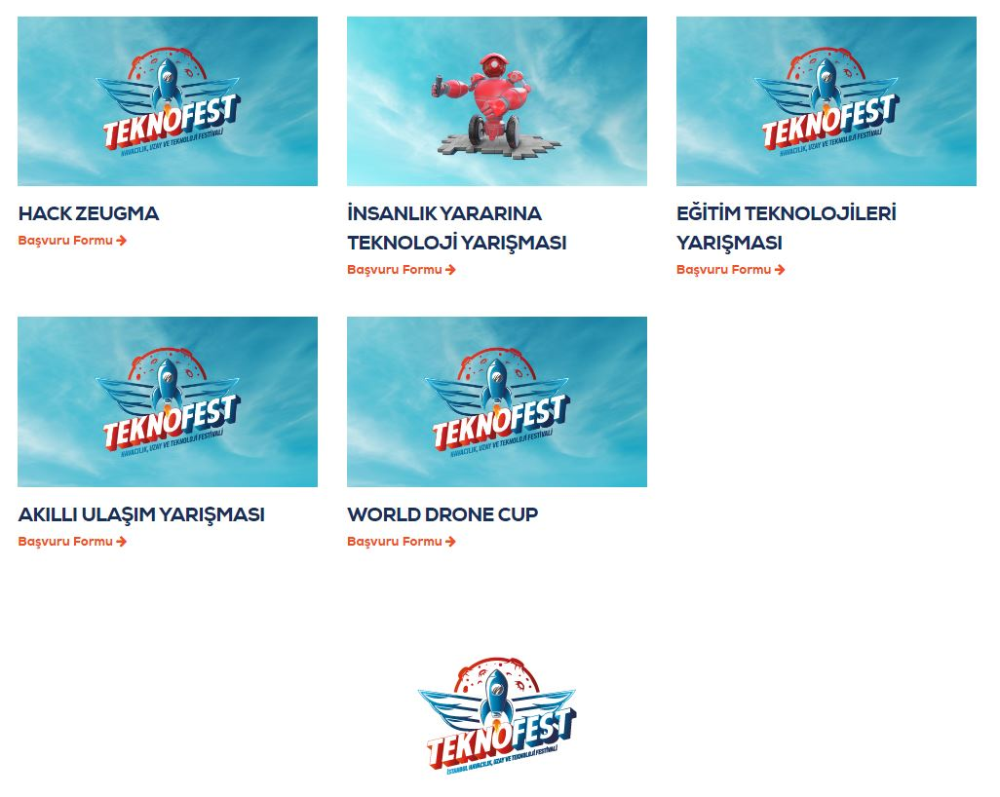 TEKNOFEST
HAVACILIK, UZAY VE TEKNOLOJİ FESTİVALİ
HACK ZEUGMA
Başvuru Formu
İNSANLIK YARARINA
TEKNOLOJİ YARIŞMASI
Başvuru Formu
TEKNOFEST
HAVACILIK, UZAY VE TEKNOLOJİ FESTİVALİ
EĞİTİM TEKNOLOJİLERİ
YARIŞMASI
Başvuru Formu
TEKNOFEST
HAVACILIK, UZAY VE TEKNOLOJİ FESTİVALİ
AKILLI ULAŞIM YARIŞMASI
Başvuru Formu
TEKNOFEST
HAVACILIK, UZAY VE TEKNOLOJİ FESTİVALİ
WORLD DRONE CUP
Başvuru Formu
TEKNOFEST
İSTANBUL HAVACILIK, UZAY VE TEKNOLOJİ FESTİVALİ